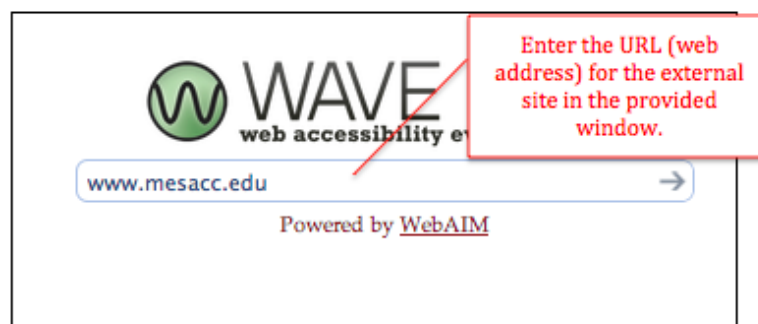 Enter the URL (web
address) for the external
site in the provided
window.
WAVE
web accessibility
www.mesacc.edu
Powered by WebAIM